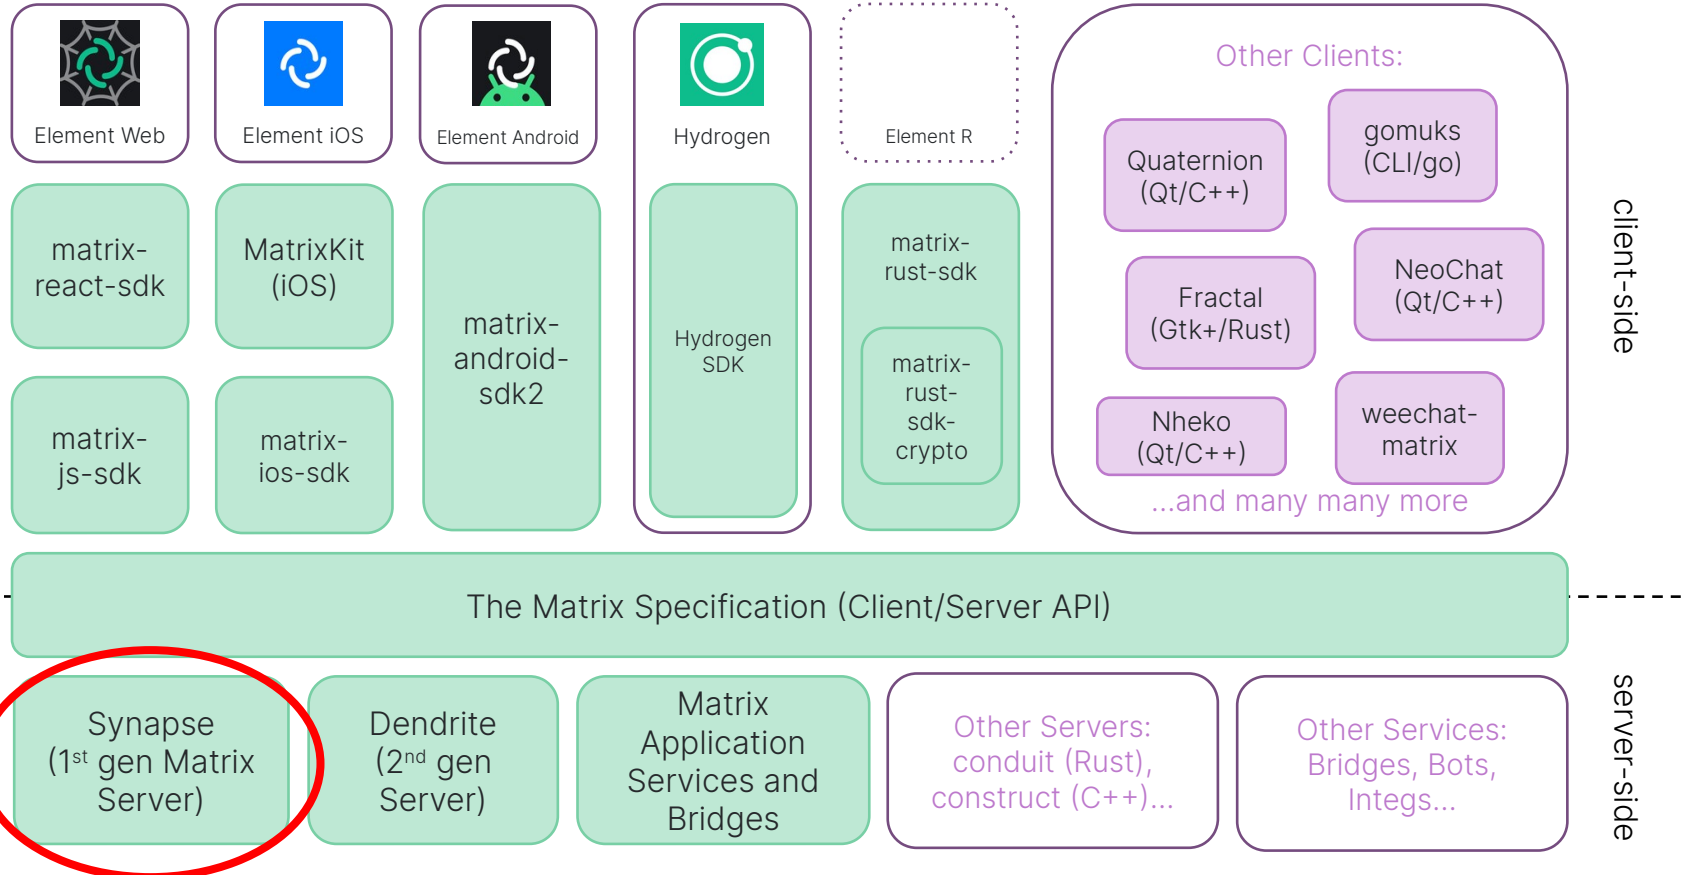 Element Web
Element iOS
Element Android
Hydrogen
Element R
matrix-
react-sdk
MatrixKit
(iOS)
matrix-
android-
sdk2
Hydrogen
SDK
matrix-
rust-sdk
matrix-
rust-
sdk-
crypto
matrix-
js-sdk
matrix-
ios-sdk
Other Clients:
Quaternion
(Qt/C++)
gomuks
(CLI/go)
Fractal
(Gtk+/Rust)
NeoChat
(Qt/C++)
Nheko
(Qt/C++)
weechat-
matrix
...and many many more
client-side
The Matrix Specification (Client/Server API)
Synapse
(1st gen Matrix
Server)
Dendrite
(2nd gen
Server)
Matrix
Application
Services and
Bridges
Other Servers:
conduit (Rust),
construct (C++)...
Other Services:
Bridges, Bots,
Integs...
server-side